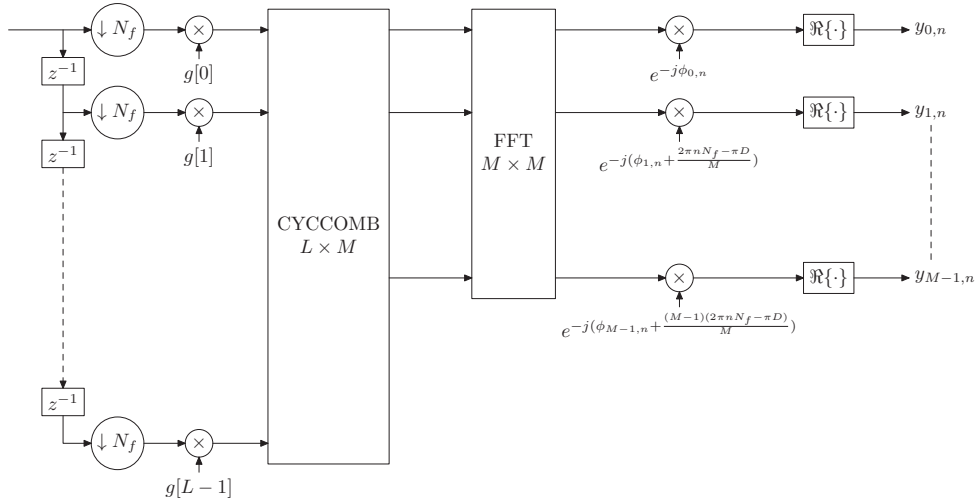 ↓ N_f × × ℜ{·} y_{0,n}
z^{-1} g[0] e^{-jϕ_{0,n}}
↓ N_f × × ℜ{·} y_{1,n}
z^{-1} g[1] FFT
M × M e^{-j(ϕ_{1,n}+\frac{2πnN_f-πD}{M})}
CYCCOMB
L × M
× ℜ{·} y_{M-1,n}
e^{-j(ϕ_{M-1,n}+\frac{(M-1)(2πnN_f-πD)}{M})}
z^{-1}
↓ N_f ×
g[L − 1]